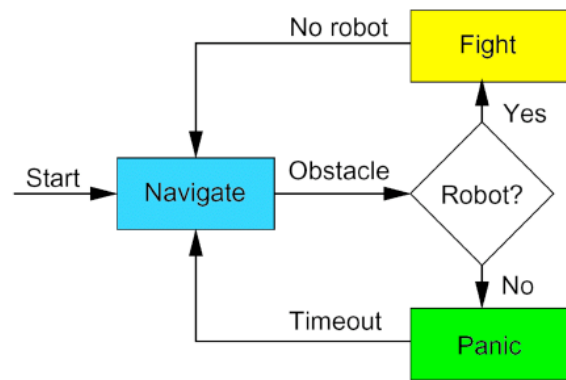 No robot
Fight
Yes
Start
Navigate
Obstacle
Robot?
No
Timeout
Panic